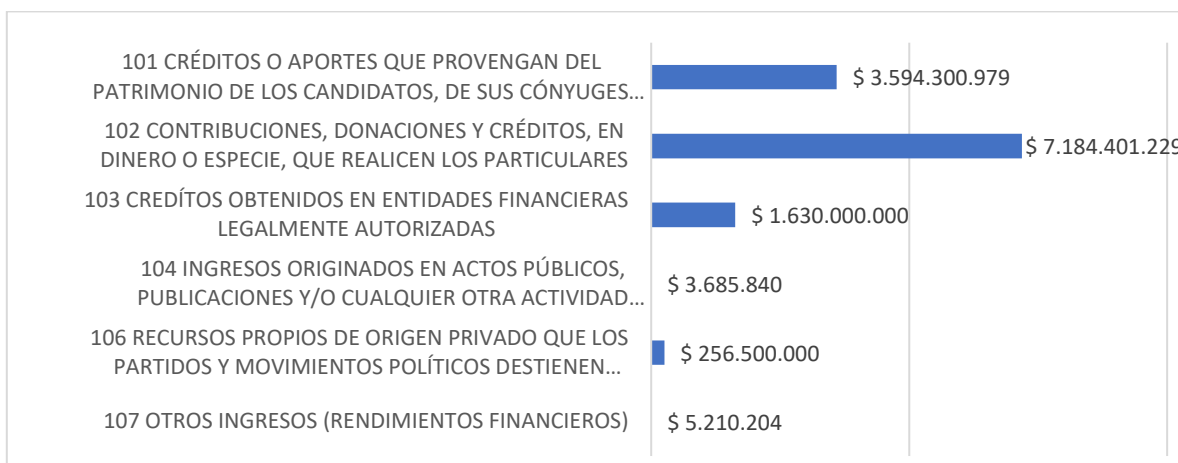 101 CRÉDITOS O APORTES QUE PROVENGAN DEL
PATRIMONIO DE LOS CANDIDATOS, DE SUS CÓNYUGES…
$ 3.594.300.979
102 CONTRIBUCIONES, DONACIONES Y CRÉDITOS, EN
DINERO O ESPECIE, QUE REALICEN LOS PARTICULARES
$ 7.184.401.229
103 CREDÍTOS OBTENIDOS EN ENTIDADES FINANCIERAS
LEGALMENTE AUTORIZADAS
$ 1.630.000.000
104 INGRESOS ORIGINADOS EN ACTOS PÚBLICOS,
PUBLICACIONES Y/O CUALQUIER OTRA ACTIVIDAD…
$ 3.685.840
106 RECURSOS PROPIOS DE ORIGEN PRIVADO QUE LOS
PARTIDOS Y MOVIMIENTOS POLÍTICOS DESTIENEN…
$ 256.500.000
107 OTROS INGRESOS (RENDIMIENTOS FINANCIEROS)
$ 5.210.204